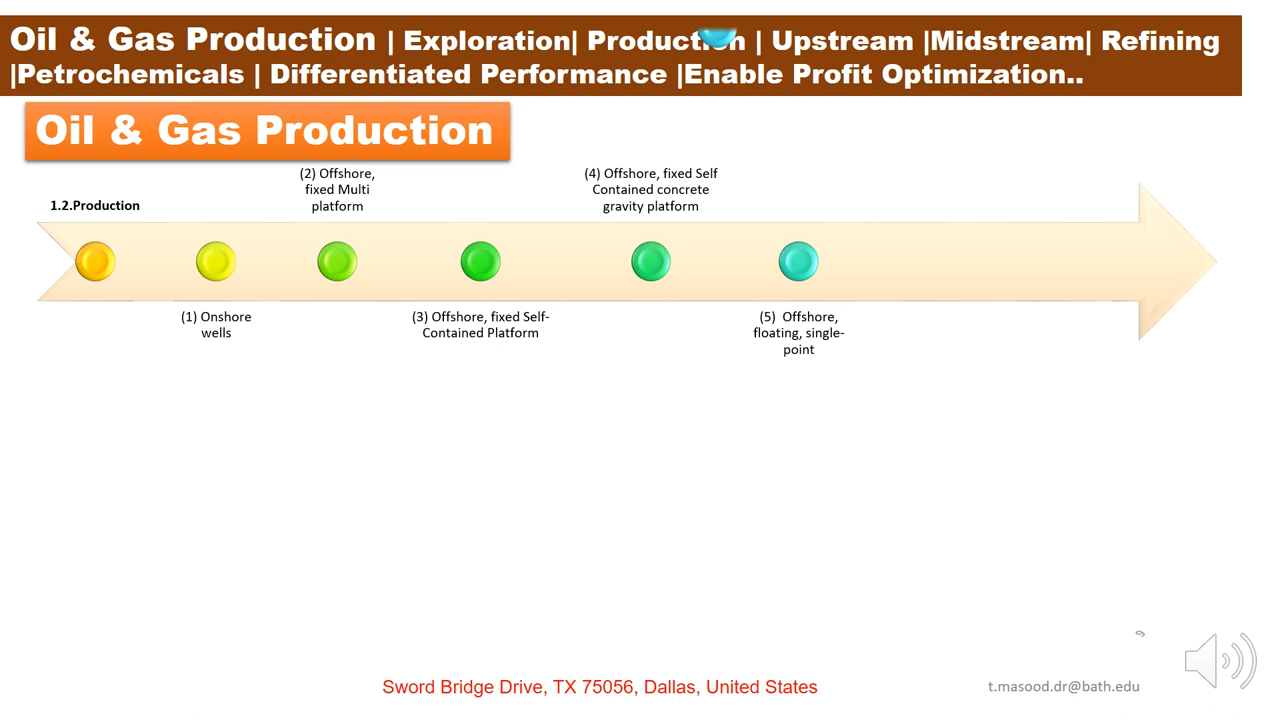 Oil & Gas Production | Exploration| Production | Upstream |Midstream| Refining
|Petrochemicals | Differentiated Performance |Enable Profit Optimization..
Oil & Gas Production
1.2.Production
(1) Onshore
wells
(2) Offshore,
fixed Multi
platform
(3) Offshore, fixed Self-
Contained Platform
(4) Offshore, fixed Self
Contained concrete
gravity platform
(5)  Offshore,
floating, single-
point
Sword Bridge Drive, TX 75056, Dallas, United States
t.masood.dr@bath.edu